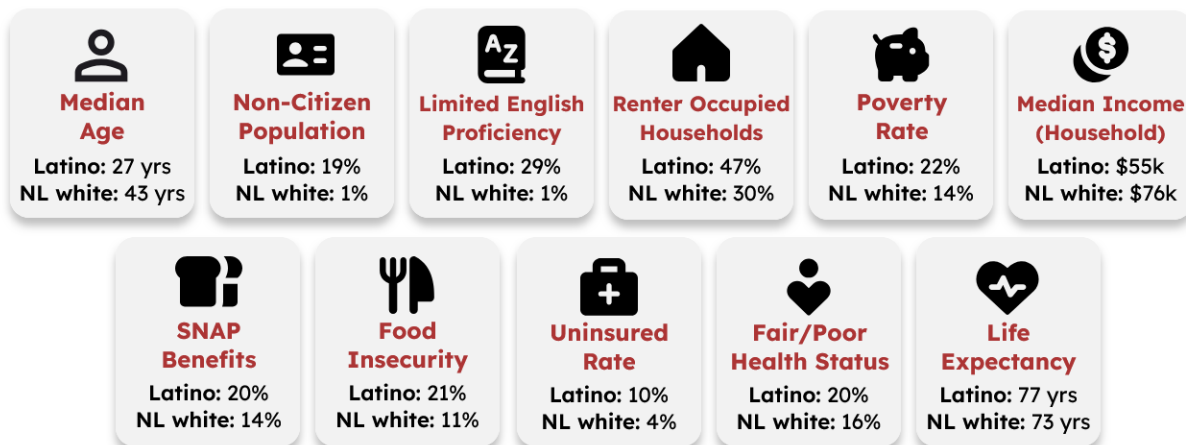 AZ
$
Median
Age
Latino: 27 yrs
NL white: 43 yrs
Non-Citizen
Population
Latino: 19%
NL white: 1%
Limited English
Proficiency
Latino: 29%
NL white: 1%
Renter Occupied
Households
Latino: 47%
NL white: 30%
Poverty
Rate
Latino: 22%
NL white: 14%
Median Income
(Household)
Latino: $55k
NL white: $76k
SNAP
Benefits
Latino: 20%
NL white: 14%
Food
Insecurity
Latino: 21%
NL white: 11%
Uninsured
Rate
Latino: 10%
NL white: 4%
Fair/Poor
Health Status
Latino: 20%
NL white: 16%
Life
Expectancy
Latino: 77 yrs
NL white: 73 yrs